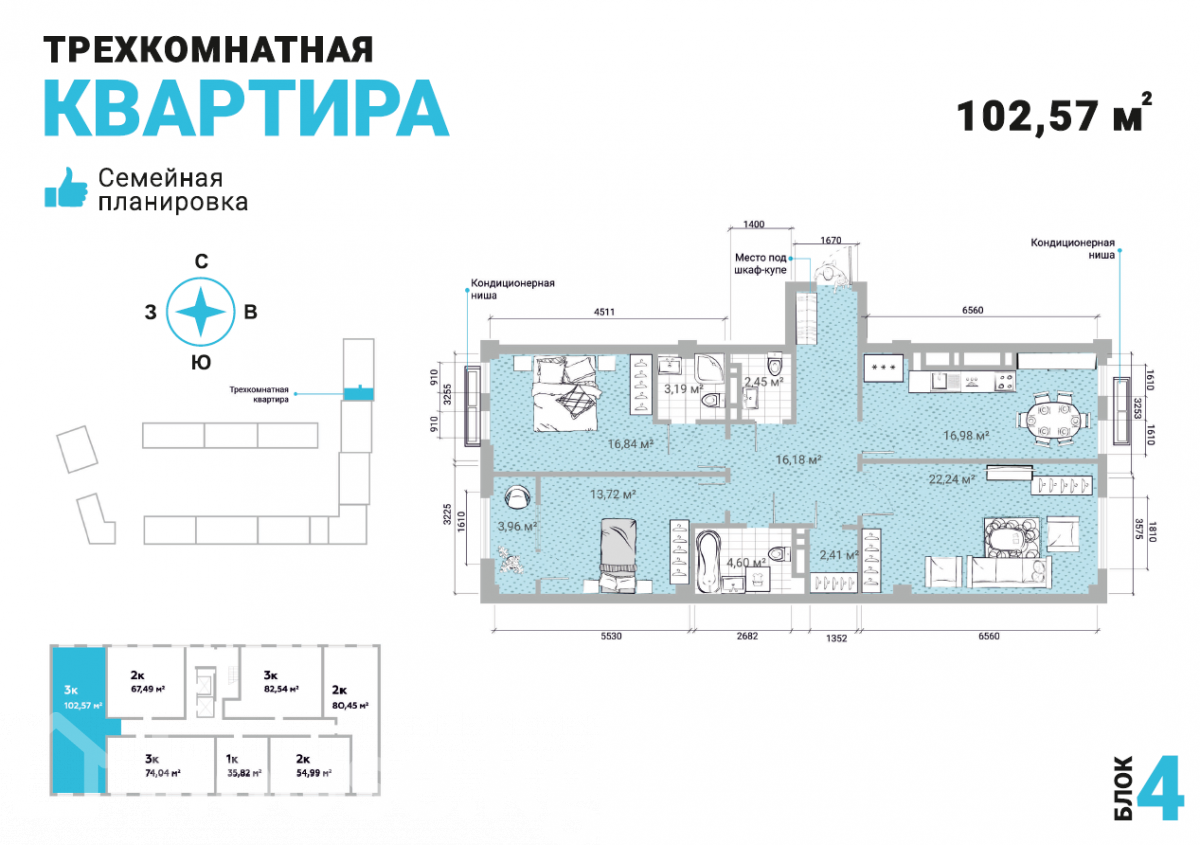 ТРЕХКОМНАТНАЯ
КВАРТИРА
102,57 м²
Семейная
планировка
С
З
В
Ю
Трехкомнатная
квартира
1400
1670
Место под
шкаф-купе
Кондиционерная
ниша
Кондиционерная
ниша
4511
6560
910
3255
910
3225
1610
1610
3253
1610
1810
3575
3,19 м²
2,45 м²
16,84 м²
16,18 м²
16,98 м²
22,24 м²
13,72 м²
3,96 м²
4,60 м²
2,41 м²
5530
2682
1352
6560
3к
102,57 м²
2к
67,49 м²
3к
82,54 м²
2к
80,45 м²
3к
74,04 м²
1к
35,82 м²
2к
54,99 м²
БЛОК
4